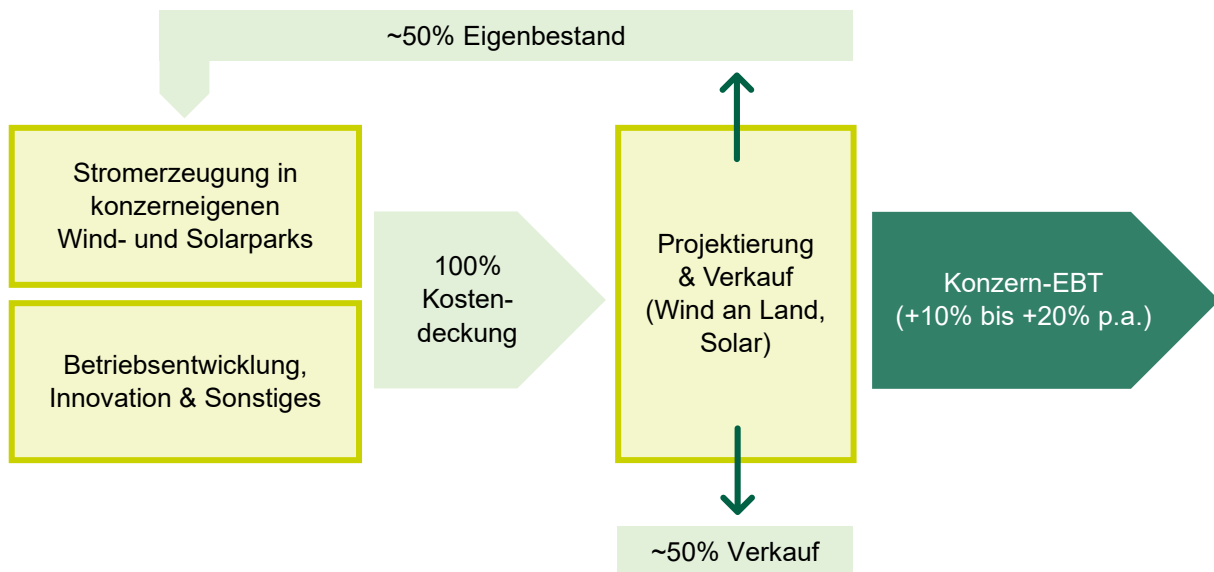 ~50% Eigenbestand
Stromerzeugung in
konzerneigenen
Wind- und Solarparks
Betriebsentwicklung,
Innovation & Sonstiges
100%
Kosten-
deckung
Projektierung
& Verkauf
(Wind an Land,
Solar)
Konzern-EBT
(+10% bis +20% p.a.)
~50% Verkauf